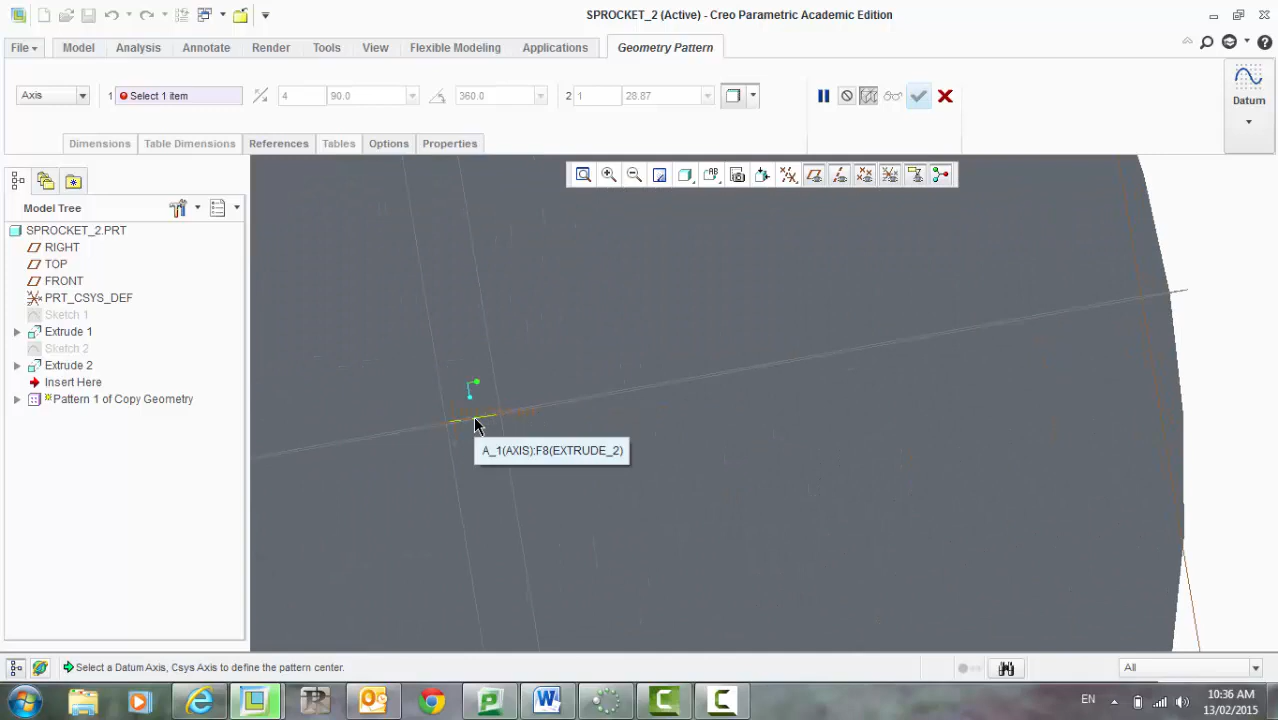 SPROCKET_2 (Active) - Creo Parametric Academic Edition
File Model Analysis Annotate Render Tools View Flexible Modeling Applications Geometry Pattern
Axis 1 Select 1 item 4 90.0 360.0 2 1 28.87
Datum
Dimensions Table Dimensions References Tables Options Properties
Model Tree
SPROCKET_2.PRT
RIGHT
TOP
FRONT
PRT_CSYS_DEF
Sketch 1
Extrude 1
Sketch 2
Extrude 2
Insert Here
Pattern 1 of Copy Geometry
A_1(AXIS):F8(EXTRUDE_2)
Select a Datum Axis, Csys Axis to define the pattern center.
All
EN
10:36 AM
13/02/2015